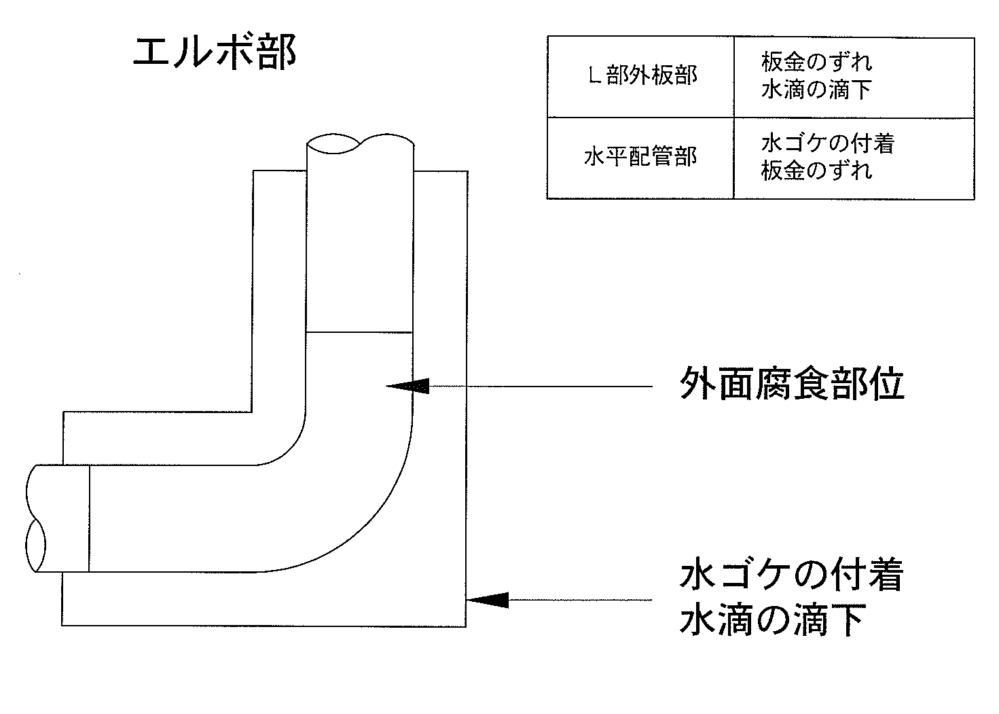 エルボ部
L部外板部
板金のずれ
水滴の滴下
水平配管部
水ゴケの付着
板金のずれ
外面腐食部位
水ゴケの付着
水滴の滴下